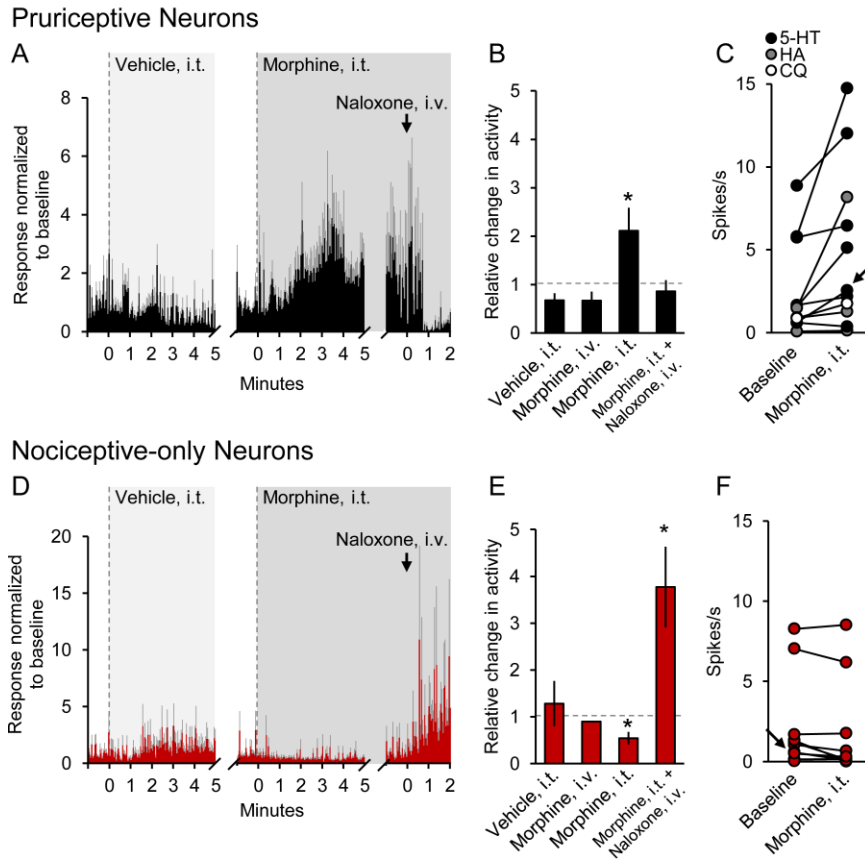 Pruriceptive Neurons
A
Vehicle, i.t.
Morphine, i.t.
Naloxone, i.v.
Response normalized
to baseline
8
6
4
2
0
0 1 2 3 4 5
0 1 2 3 4 5
0 2
Minutes
B
Relative change in activity
5
4
3
2
1
0
*
Vehicle, i.t.
Morphine, i.v.
Morphine, i.t.
Morphine, i.t. +
Naloxone, i.v.
C
5-HT
HA
CQ
Spikes/s
15
10
5
0
Baseline
Morphine, i.t.
Nociceptive-only Neurons
D
Vehicle, i.t.
Morphine, i.t.
Naloxone, i.v.
Response normalized
to baseline
20
15
10
5
0
0 1 2 3 4 5
0 1 2 3 4 5
0 1 2
Minutes
E
Relative change in activity
5
4
3
2
1
0
*
*
Vehicle, i.t.
Morphine, i.v.
Morphine, i.t.
Morphine, i.t. +
Naloxone, i.v.
F
Spikes/s
15
10
5
0
Baseline
Morphine, i.t.